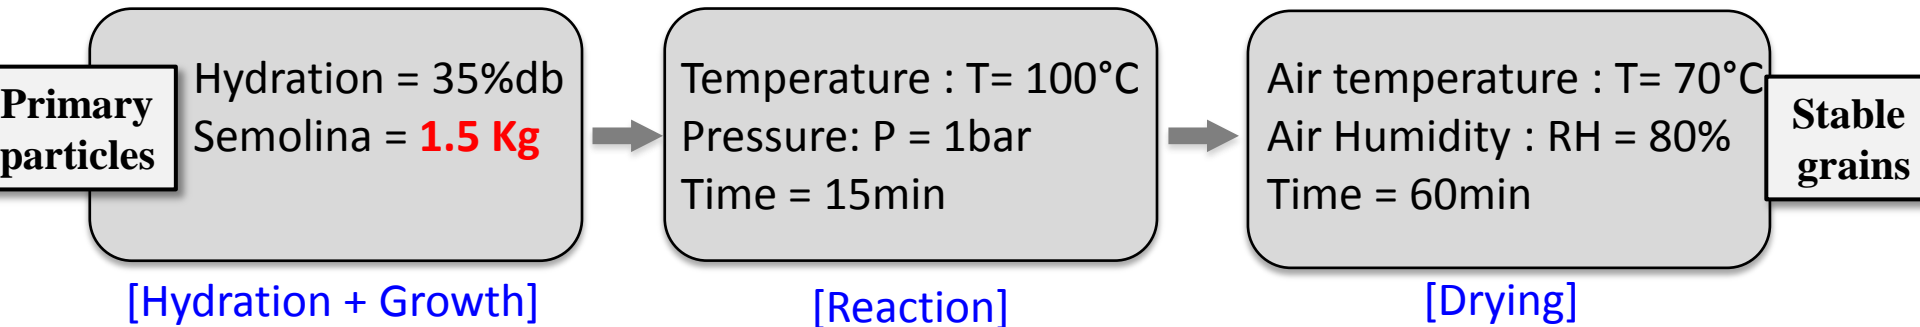 Primary
particles
Hydration = 35%db
Semolina = 1.5 Kg
[Hydration + Growth]
Temperature : T= 100°C
Pressure: P = 1bar
Time = 15min
[Reaction]
Air temperature : T= 70°C
Air Humidity : RH = 80%
Time = 60min
[Drying]
Stable
grains